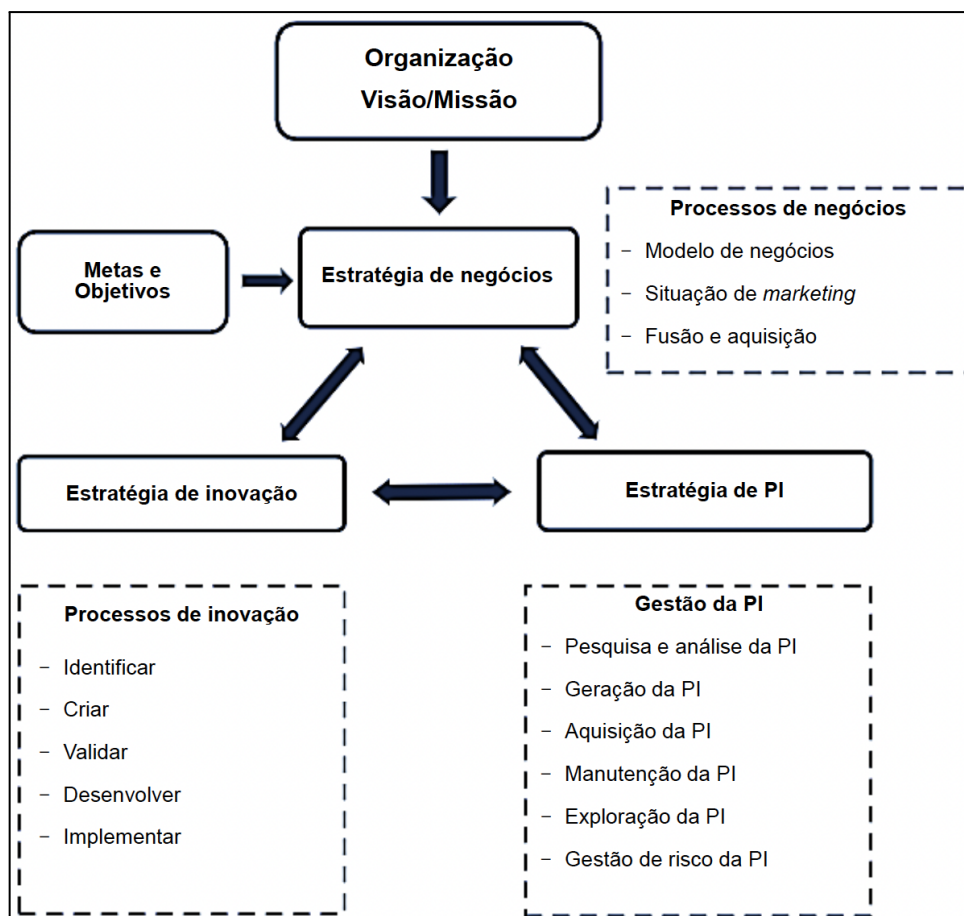 Organização
Visão/Missão
Processos de negócios
– Modelo de negócios
– Situação de marketing
– Fusão e aquisição
Metas e
Objetivos
Estratégia de negócios
Estratégia de inovação
Estratégia de PI
Processos de inovação
– Identificar
– Criar
– Validar
– Desenvolver
– Implementar
Gestão da PI
– Pesquisa e análise da PI
– Geração da PI
– Aquisição da PI
– Manutenção da PI
– Exploração da PI
– Gestão de risco da PI